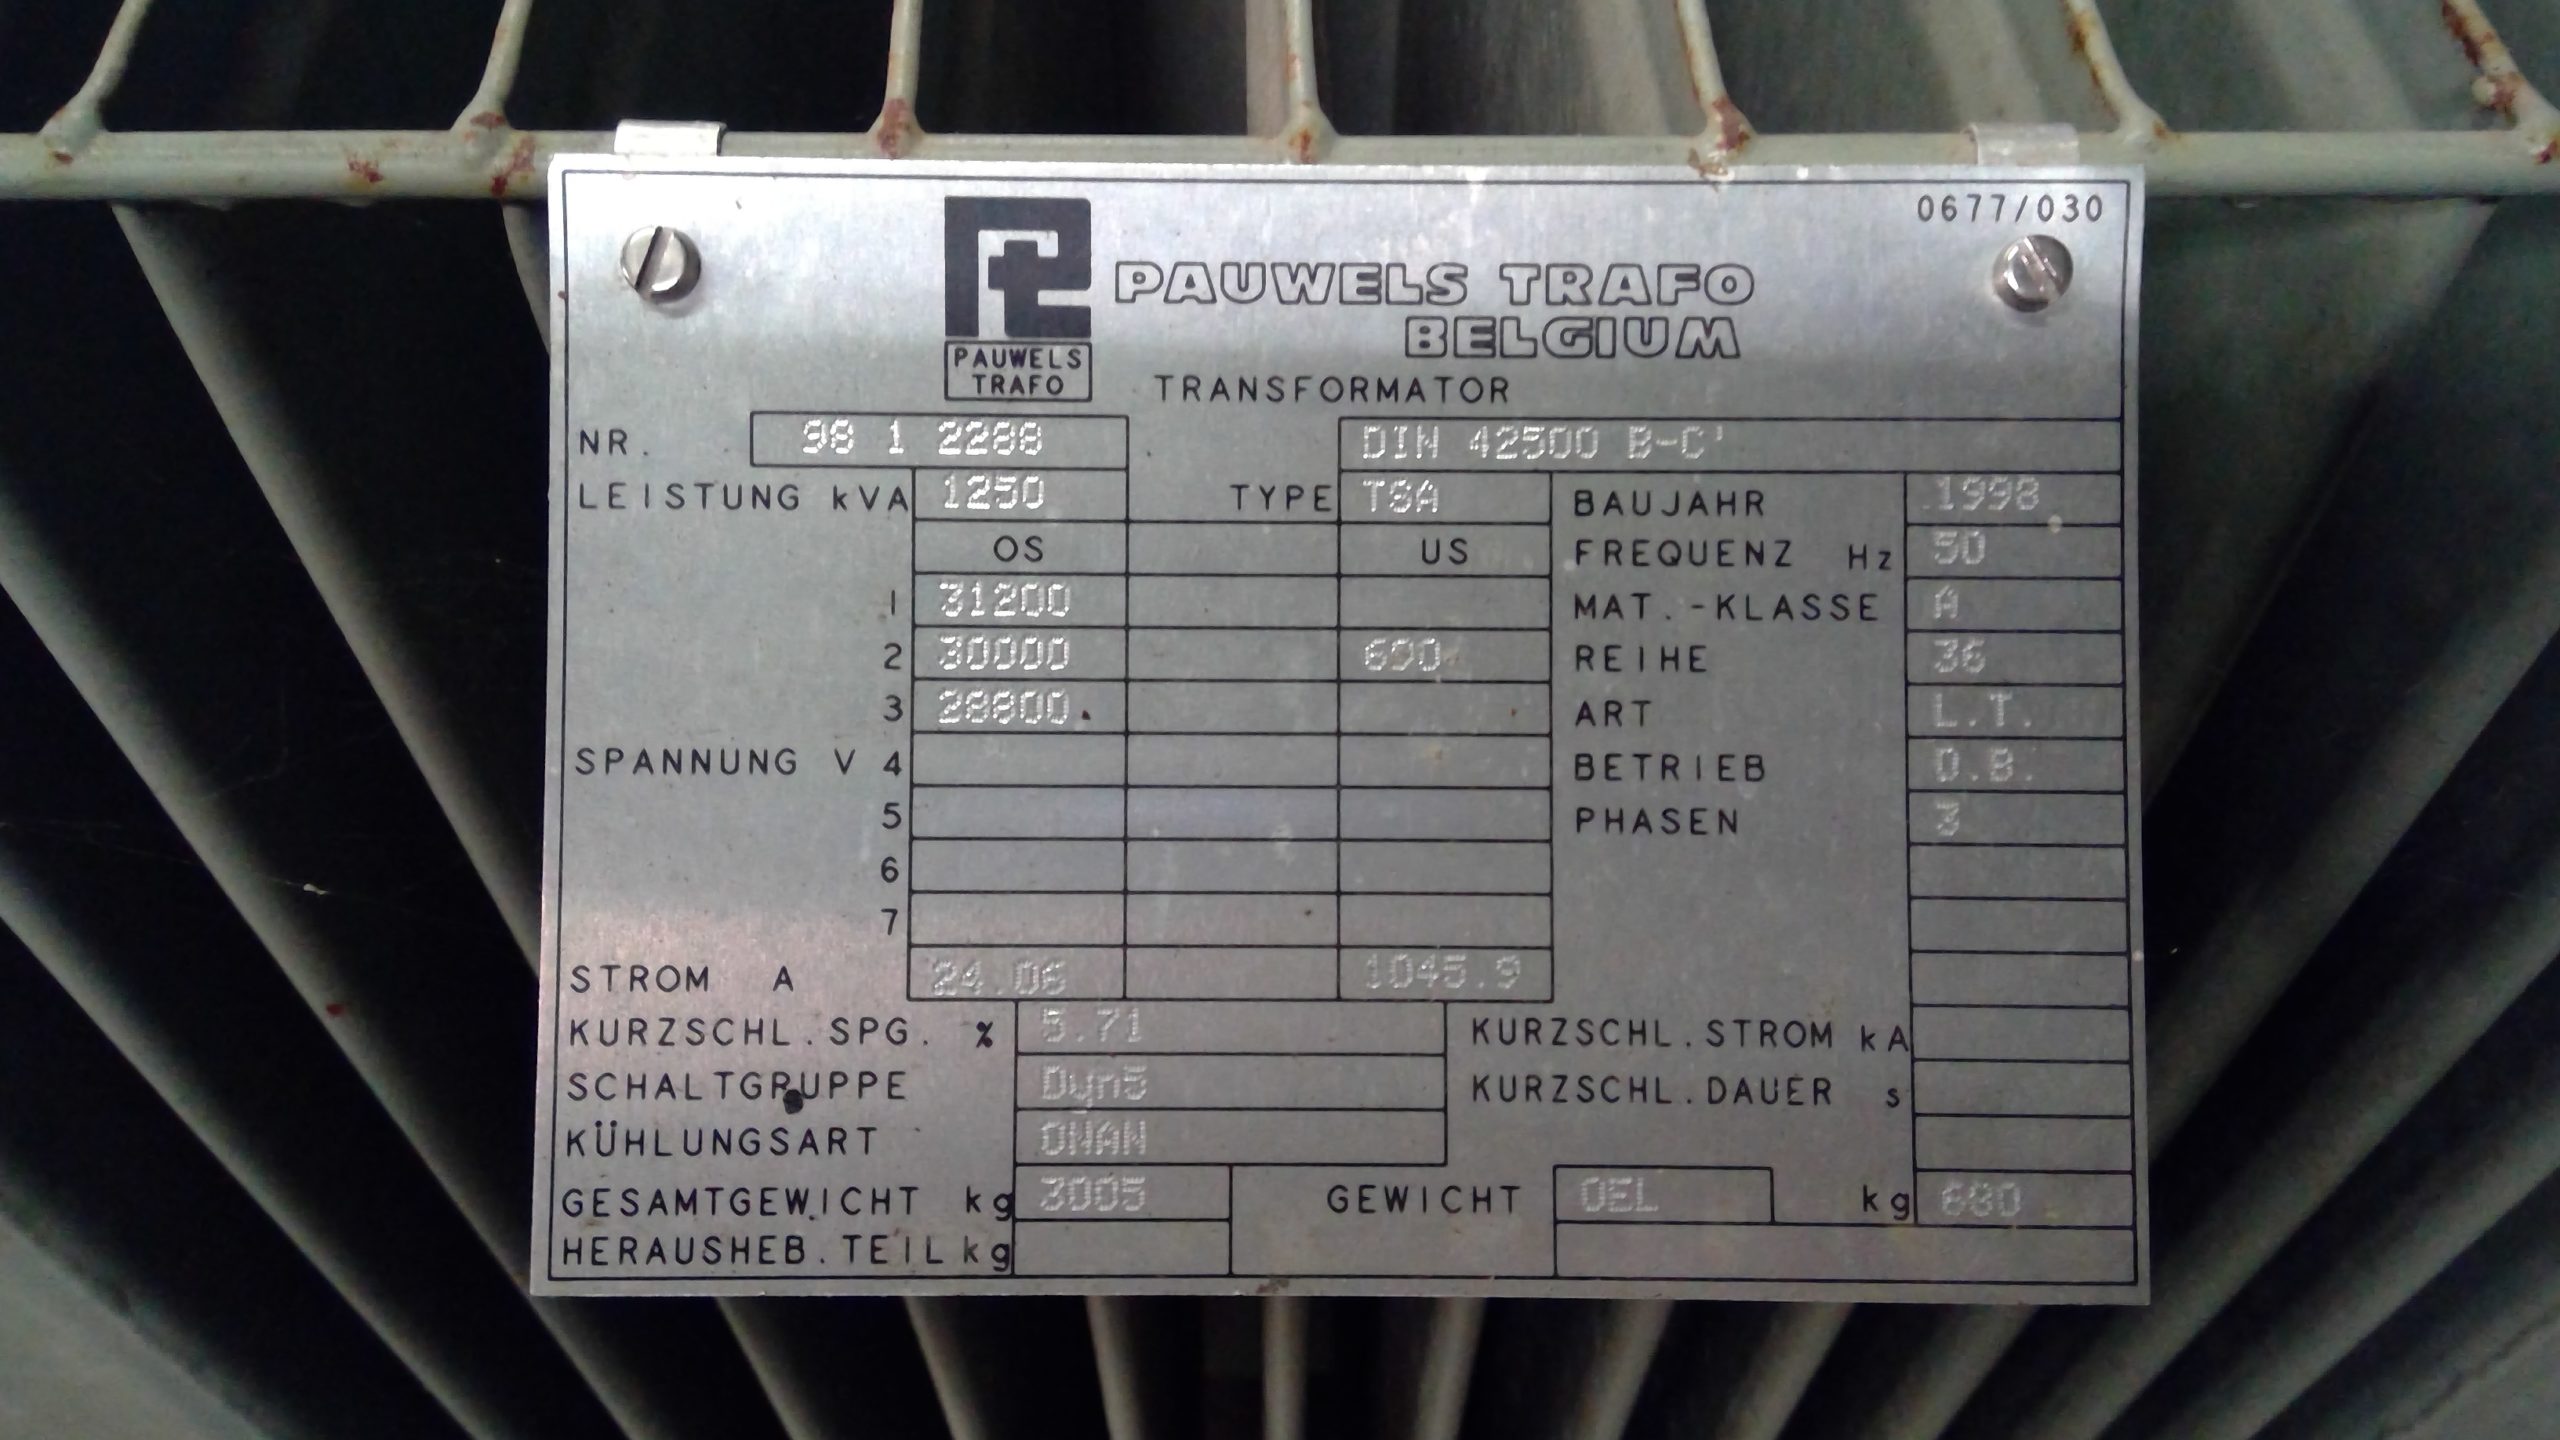 0677/030
PAUWELS TRAFO
BELGIUM
PAUWELS
TRAFO
TRANSFORMATOR
NR. 98 1 2288 DIN 42500 B-C'
LEISTUNG kVA 1250 TYPE TSA BAUJAHR 1998
OS US FREQUENZ Hz 50
1 31200 MAT.-KLASSE A
2 30000 690 REIHE 36
3 28800 ART L.T.
SPANNUNG V 4 BETRIEB D.B.
5 PHASEN 3
6
7
STROM A 24.06 1045.9
KURZSCHL.SPG. % 5.71 KURZSCHL.STROM kA
SCHALTGRUPPE Dyn5 KURZSCHL.DAUER s
KÜHLUNGSART ONAN
GESAMTGEWICHT kg 3005 GEWICHT OEL kg 680
HERAUSHEB.TEIL kg